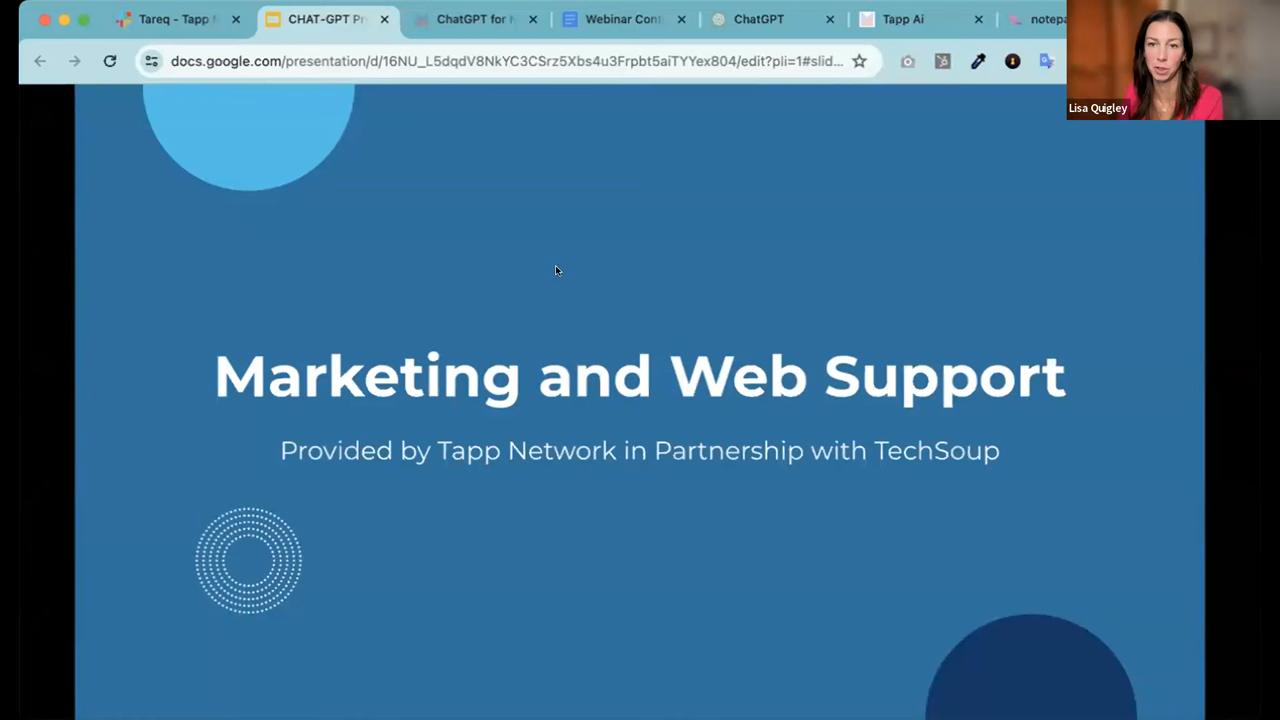 Tareq - Tapp N
CHAT-GPT Pr
ChatGPT for N
Webinar Cont
ChatGPT
Tapp Ai
notepa
docs.google.com/presentation/d/16NU_L5dqdV8NkYC3CSrz5Xbs4u3Frpbt5aiTYYex804/edit?pli=1#slid...
Lisa Quigley
Marketing and Web Support
Provided by Tapp Network in Partnership with TechSoup